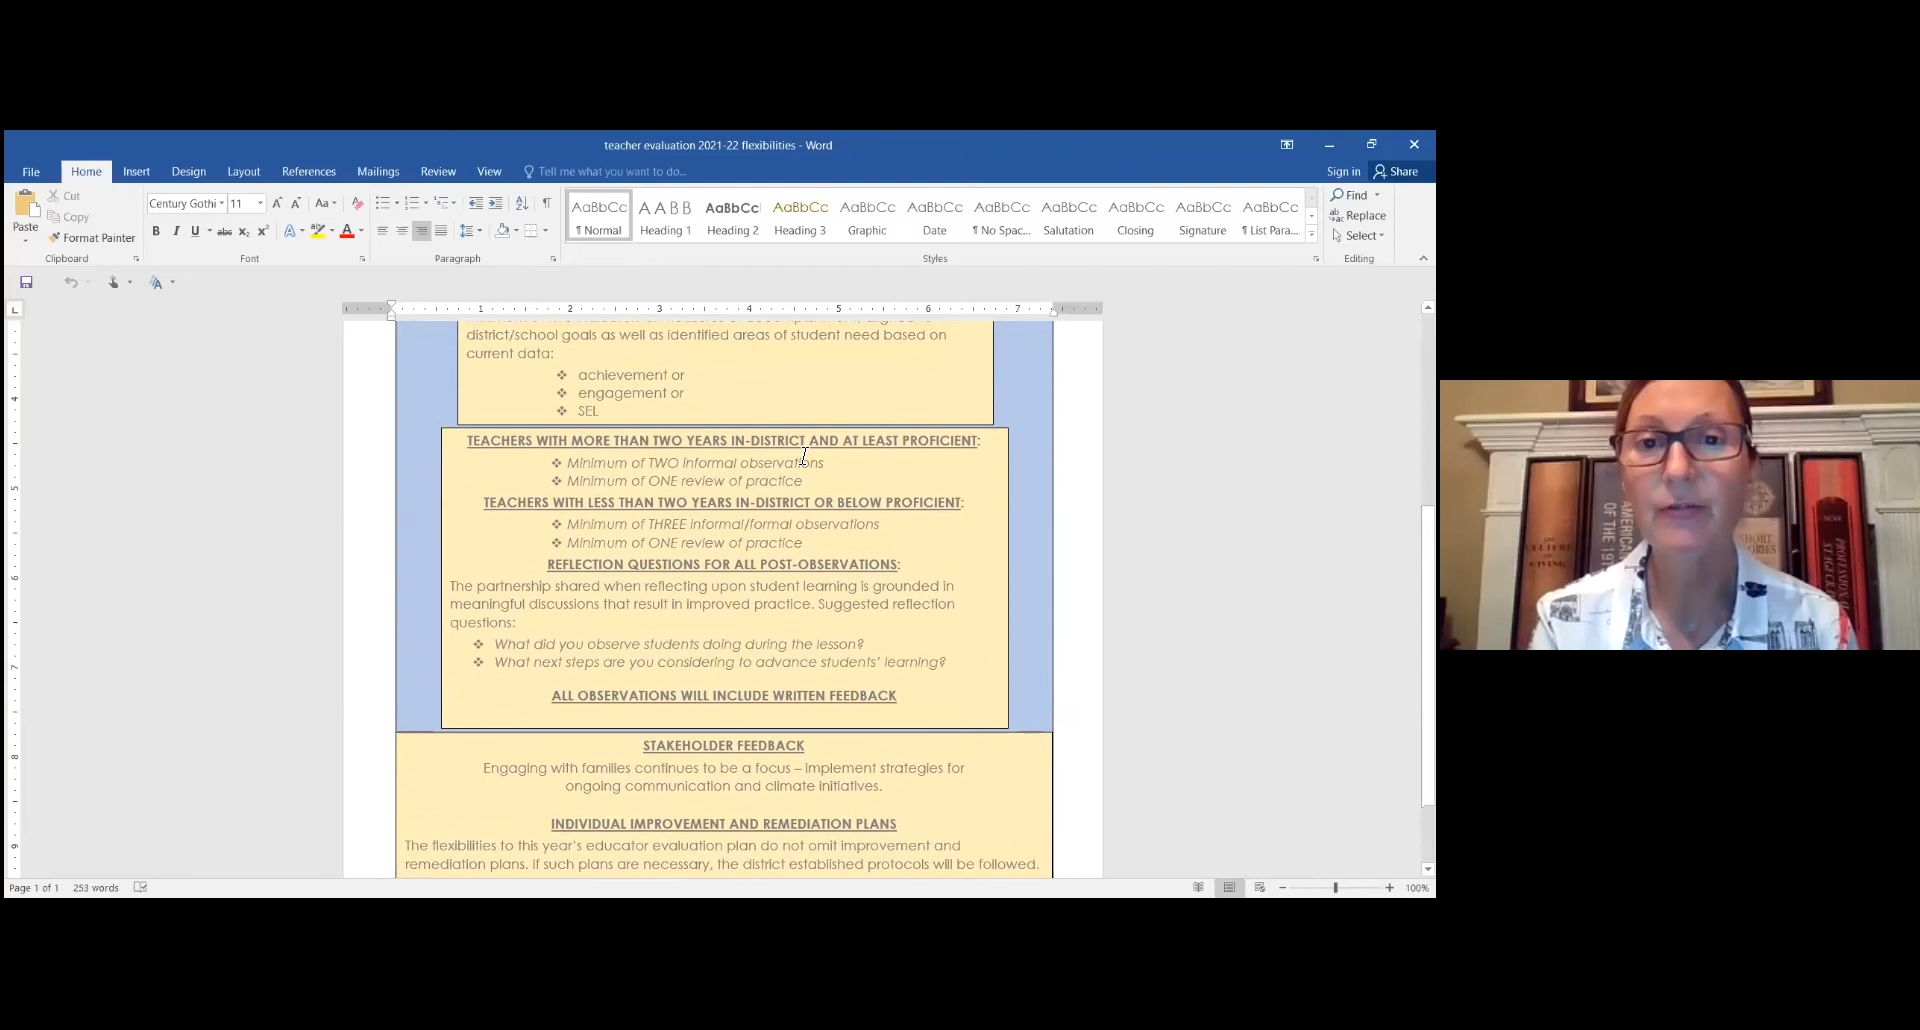 teacher evaluation 2021-22 flexibilities - Word
File Home Insert Design Layout References Mailings Review View Tell me what you want to do... Sign in Share
Cut
Copy
Paste
Format Painter
Clipboard
Century Gothi 11
Font
Paragraph
AaBbCc AABB AaBbCc AaBbCc AaBbCc AaBbCc AaBbCc AaBbCc AaBbCc AaBbCc AaBbCc
¶ Normal Heading 1 Heading 2 Heading 3 Graphic Date ¶ No Spac... Salutation Closing Signature ¶ List Para...
Styles
Find
Replace
Select
Editing
1 2 3 4 5 6 7
district/school goals as well as identified areas of student need based on
current data:
❖ achievement or
❖ engagement or
❖ SEL
TEACHERS WITH MORE THAN TWO YEARS IN-DISTRICT AND AT LEAST PROFICIENT:
❖ Minimum of TWO informal observations
❖ Minimum of ONE review of practice
TEACHERS WITH LESS THAN TWO YEARS IN-DISTRICT OR BELOW PROFICIENT:
❖ Minimum of THREE informal/formal observations
❖ Minimum of ONE review of practice
REFLECTION QUESTIONS FOR ALL POST-OBSERVATIONS:
The partnership shared when reflecting upon student learning is grounded in
meaningful discussions that result in improved practice. Suggested reflection
questions:
❖ What did you observe students doing during the lesson?
❖ What next steps are you considering to advance students' learning?
ALL OBSERVATIONS WILL INCLUDE WRITTEN FEEDBACK
STAKEHOLDER FEEDBACK
Engaging with families continues to be a focus – implement strategies for
ongoing communication and climate initiatives.
INDIVIDUAL IMPROVEMENT AND REMEDIATION PLANS
The flexibilities to this year's educator evaluation plan do not omit improvement and
remediation plans. If such plans are necessary, the district established protocols will be followed.
Page 1 of 1 253 words 100%